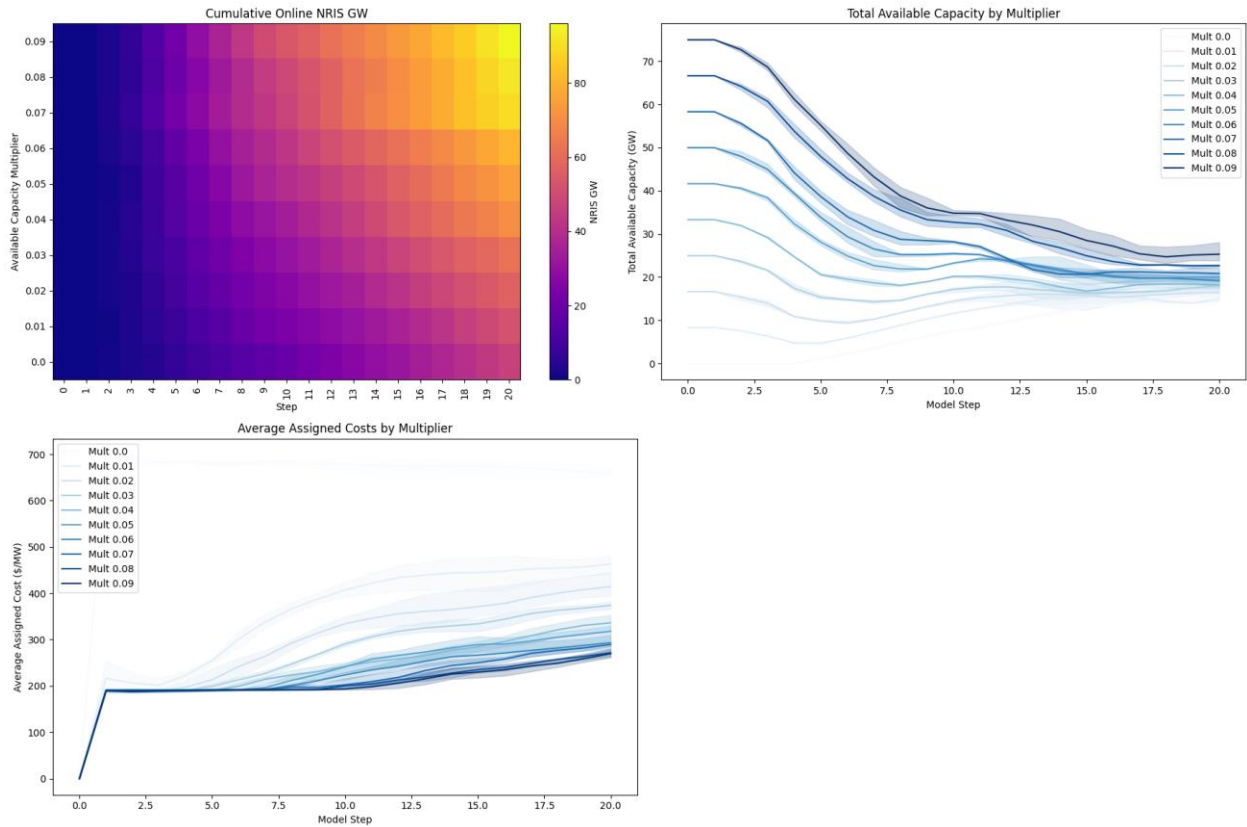 Cumulative Online NRIS GW
Available Capacity Multiplier
0.09
0.08
0.07
0.06
0.05
0.04
0.03
0.02
0.01
0.0
0 1 2 3 4 5 6 7 8 9 10 11 12 13 14 15 16 17 18 19 20
Step
80
60
40
20
0
NRIS GW
Total Available Capacity by Multiplier
Total Available Capacity (GW)
70
60
50
40
30
20
10
0
0.0 2.5 5.0 7.5 10.0 12.5 15.0 17.5 20.0
Model Step
Mult 0.0
Mult 0.01
Mult 0.02
Mult 0.03
Mult 0.04
Mult 0.05
Mult 0.06
Mult 0.07
Mult 0.08
Mult 0.09
Average Assigned Costs by Multiplier
Average Assigned Cost ($/MW)
700
600
500
400
300
200
100
0
0.0 2.5 5.0 7.5 10.0 12.5 15.0 17.5 20.0
Model Step
Mult 0.0
Mult 0.01
Mult 0.02
Mult 0.03
Mult 0.04
Mult 0.05
Mult 0.06
Mult 0.07
Mult 0.08
Mult 0.09